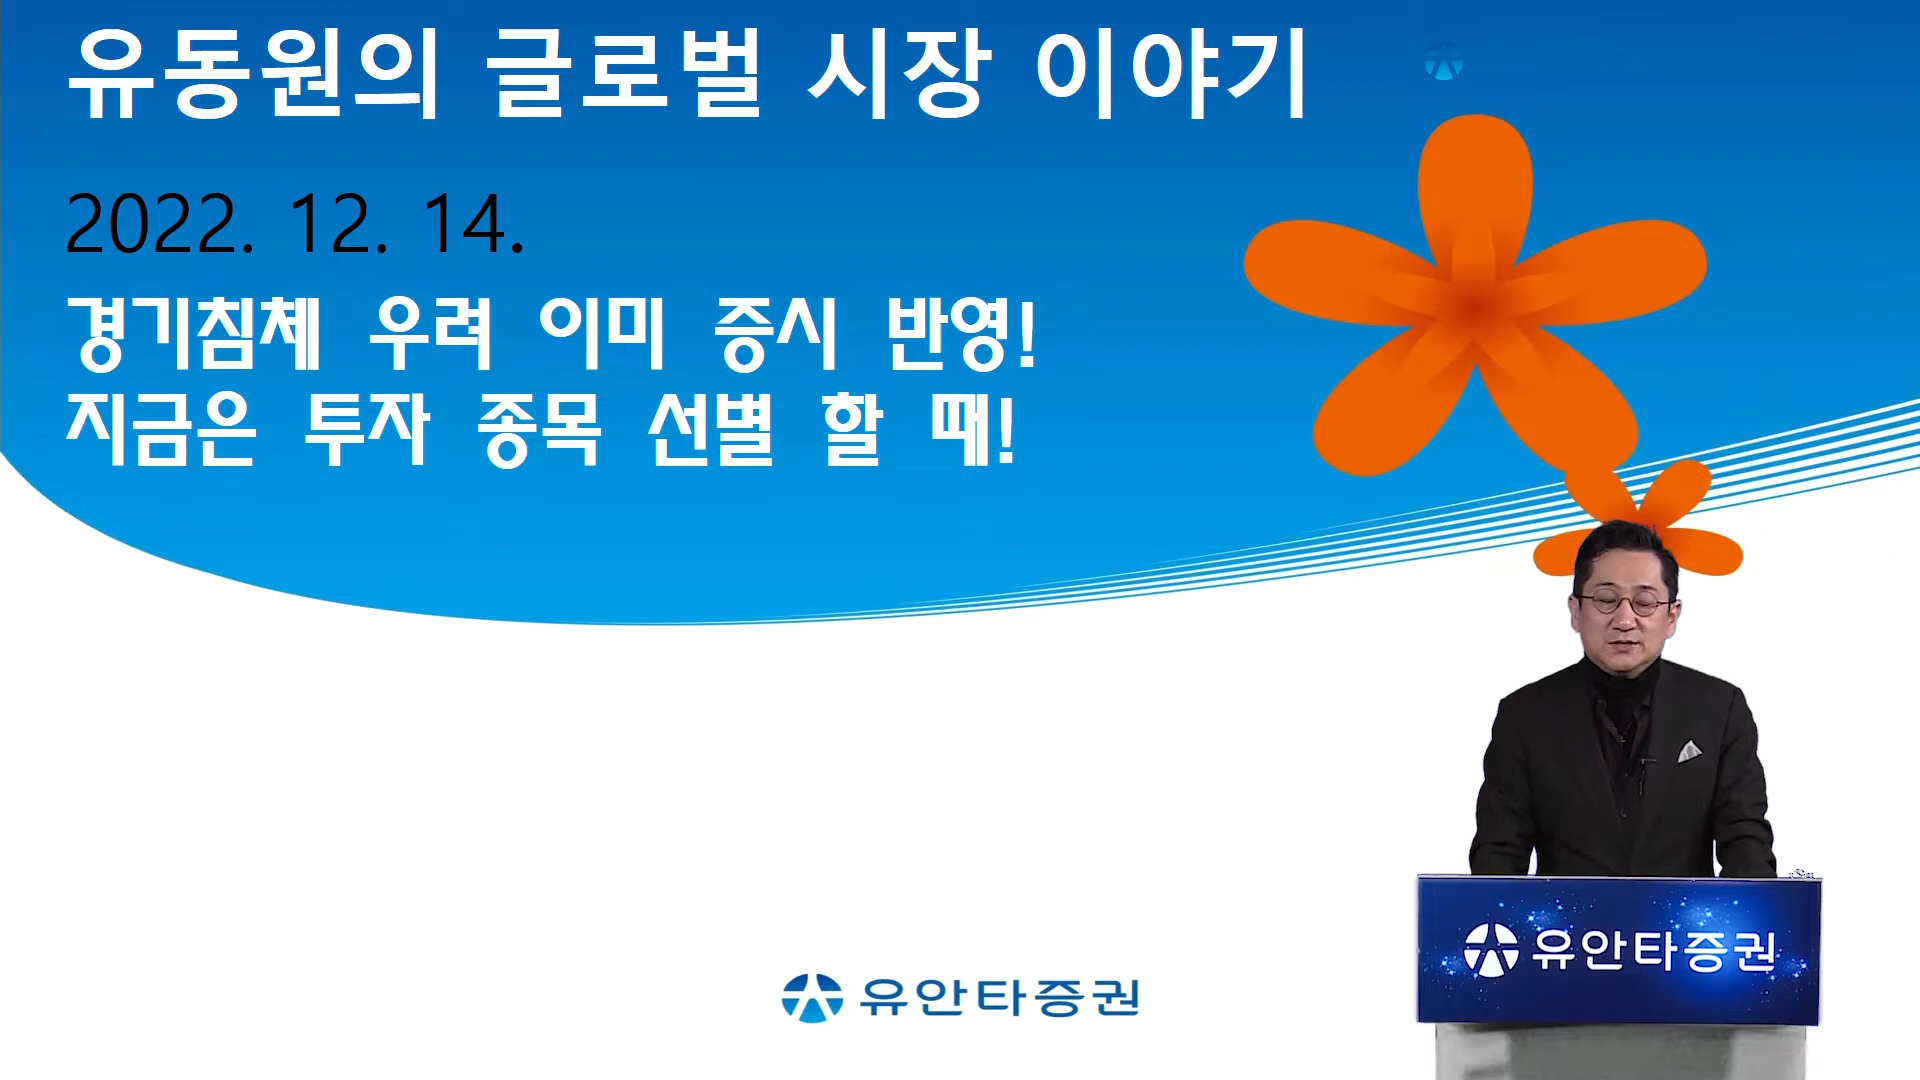 유동원의 글로벌 시장 이야기
2022. 12. 14.
경기침체 우려 이미 증시 반영!
지금은 투자 종목 선별 할 때!
유안타증권
유안타증권